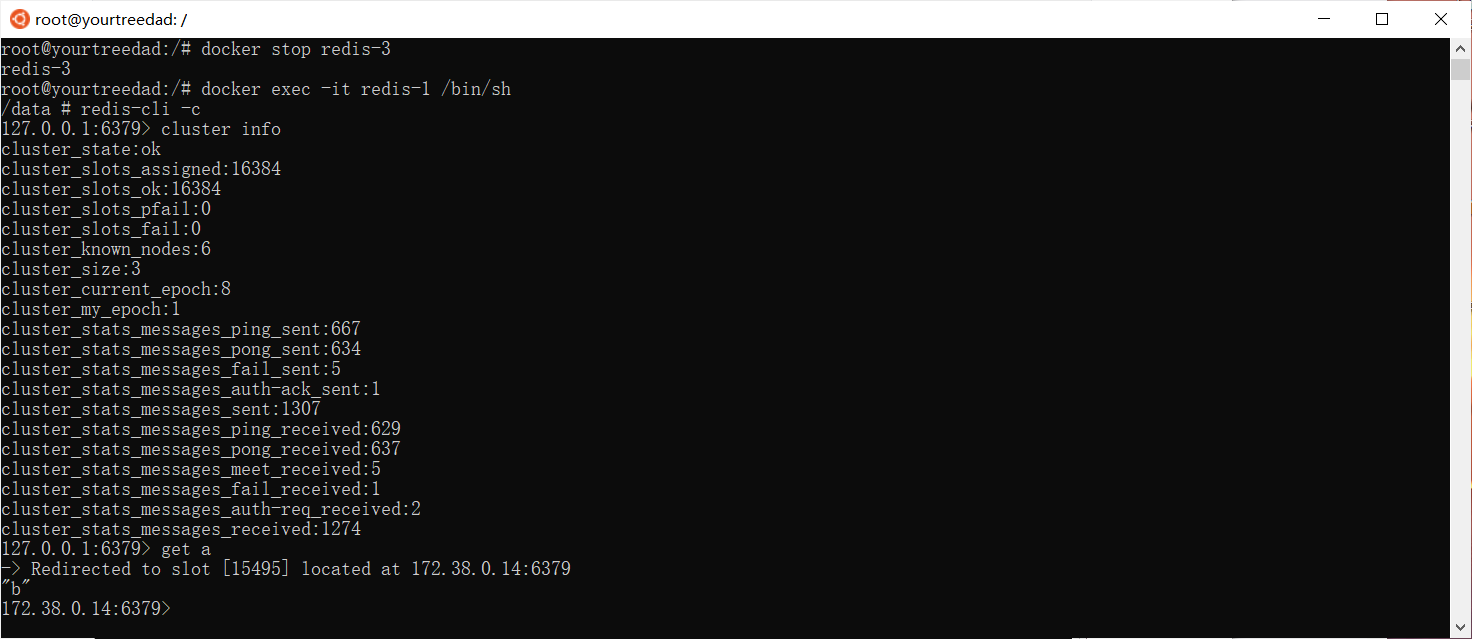 root@yourtreedad: /
root@yourtreedad:/# docker stop redis-3
redis-3
root@yourtreedad:/# docker exec -it redis-1 /bin/sh
/data # redis-cli -c
127.0.0.1:6379> cluster info
cluster_state:ok
cluster_slots_assigned:16384
cluster_slots_ok:16384
cluster_slots_pfail:0
cluster_slots_fail:0
cluster_known_nodes:6
cluster_size:3
cluster_current_epoch:8
cluster_my_epoch:1
cluster_stats_messages_ping_sent:667
cluster_stats_messages_pong_sent:634
cluster_stats_messages_fail_sent:5
cluster_stats_messages_auth-ack_sent:1
cluster_stats_messages_sent:1307
cluster_stats_messages_ping_received:629
cluster_stats_messages_pong_received:637
cluster_stats_messages_meet_received:5
cluster_stats_messages_fail_received:1
cluster_stats_messages_auth-req_received:2
cluster_stats_messages_received:1274
127.0.0.1:6379> get a
-> Redirected to slot [15495] located at 172.38.0.14:6379
"b"
172.38.0.14:6379>